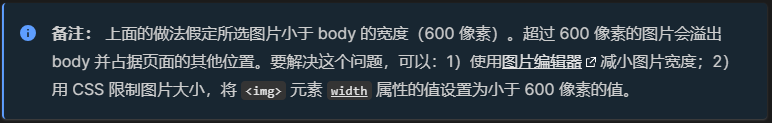 备注： 上面的做法假定所选图片小于 body 的宽度（600 像素）。超过 600 像素的图片会溢出
body 并占据页面的其他位置。要解决这个问题，可以：1）使用图片编辑器减小图片宽度；2）
用 CSS 限制图片大小，将 <img> 元素 width 属性的值设置为小于 600 像素的值。